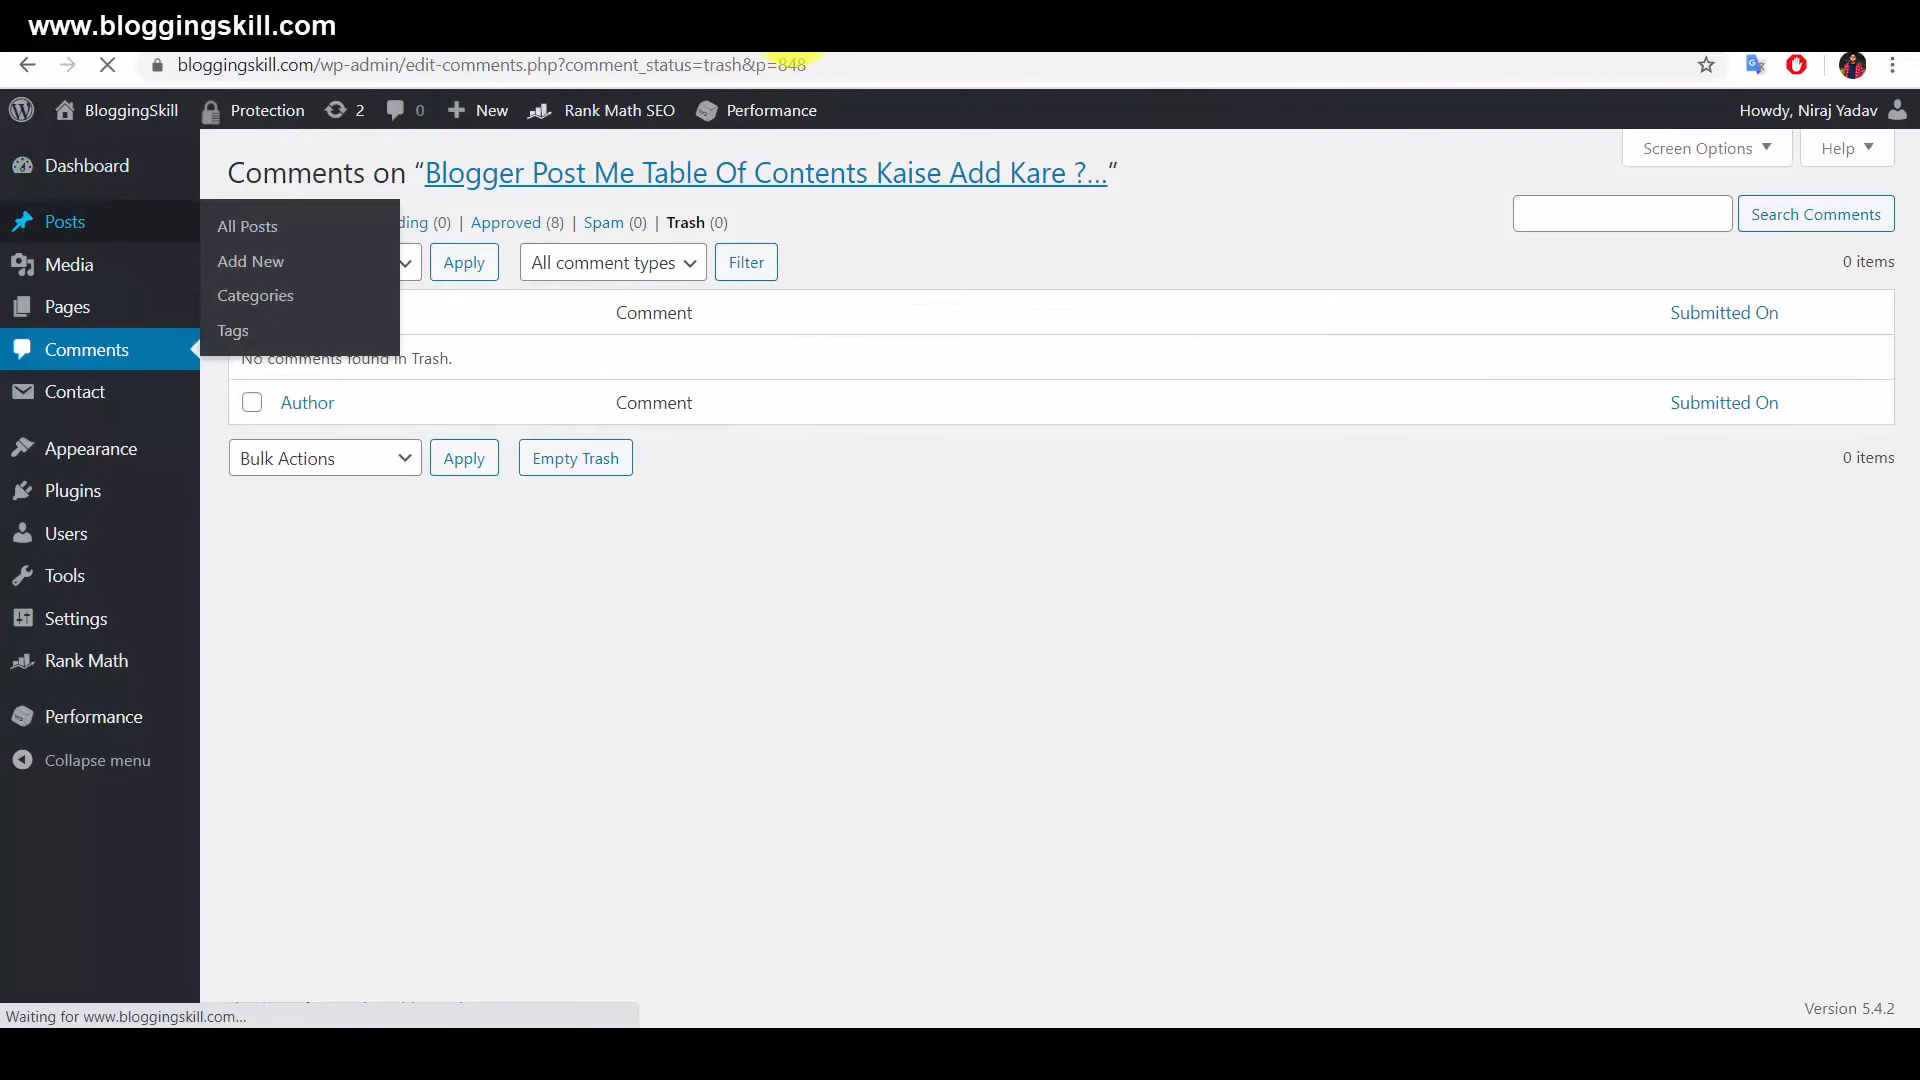 www.bloggingskill.com
bloggingskill.com/wp-admin/edit-comments.php?comment_status=trash&p=848
BloggingSkill Protection 2 0 New Rank Math SEO Performance Howdy, Niraj Yadav
Screen Options Help
Comments on “Blogger Post Me Table Of Contents Kaise Add Kare ?...”
Dashboard
Posts
Media
Pages
Comments
Contact
Appearance
Plugins
Users
Tools
Settings
Rank Math
Performance
Collapse menu
All Posts
Add New
Categories
Tags
ding (0) | Approved (8) | Spam (0) | Trash (0)
Search Comments
Apply All comment types Filter 0 items
Comment Submitted On
No comments found in Trash.
Author Comment Submitted On
Bulk Actions Apply Empty Trash 0 items
Version 5.4.2
Waiting for www.bloggingskill.com...